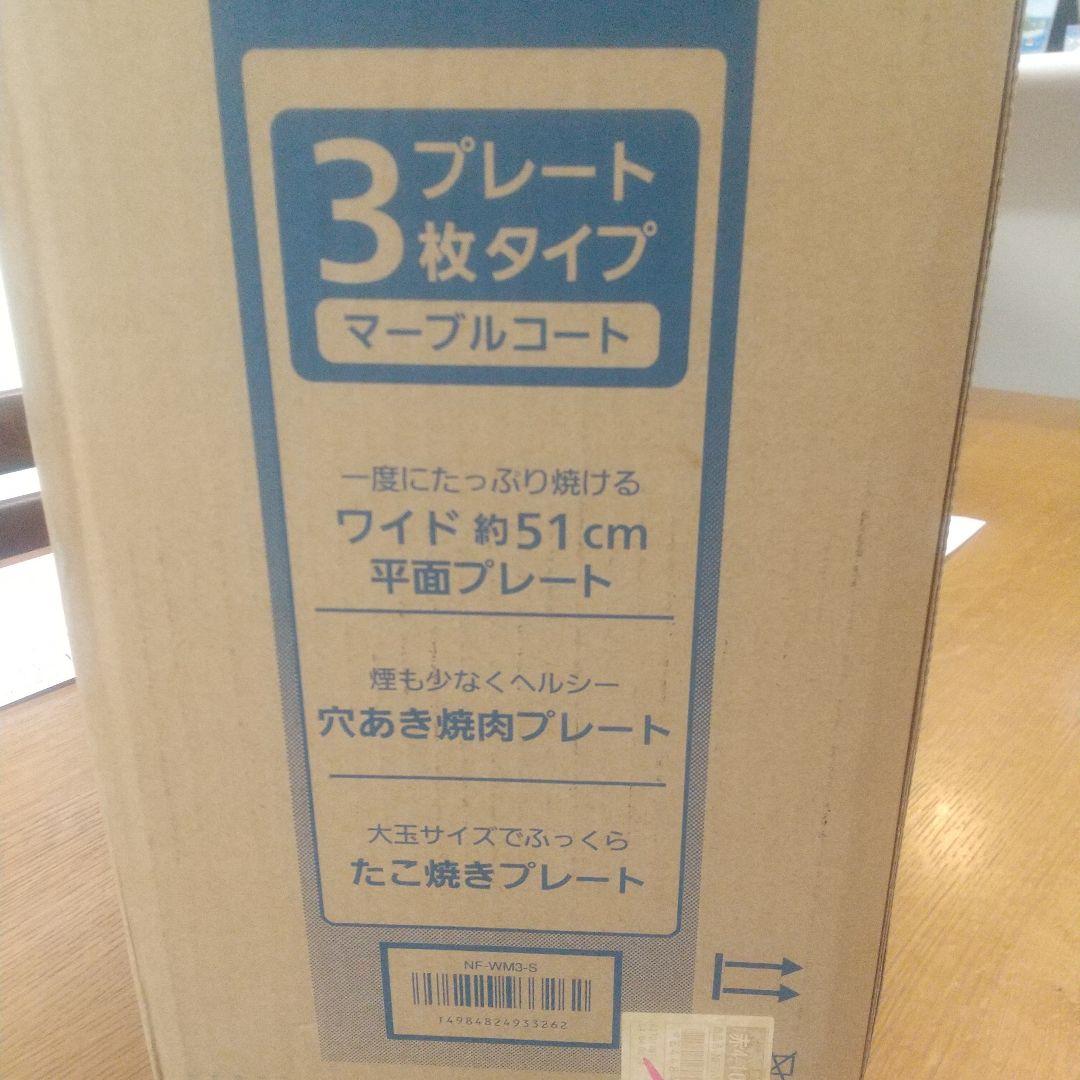 3プレート
枚タイプ
マーブルコート
一度にたっぷり焼ける
ワイド 約51cm
平面プレート
煙も少なくヘルシー
穴あき焼肉プレート
大玉サイズでふっくら
たこ焼きプレート
NF-WM3-S
T4984824933262